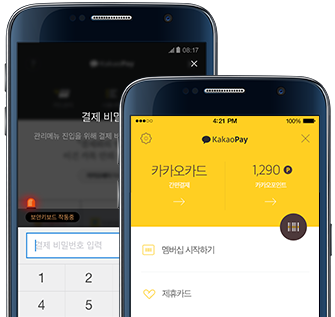 08:17
결제 비밀
관리메뉴 진입을 위해 결제 비
보안키보드 작동중
결제 비밀번호 입력
1 2
4 5
4:21 PM 100%
KakaoPay
카카오카드 1,290 P
간편결제 카카오포인트
멤버십 시작하기
제휴카드